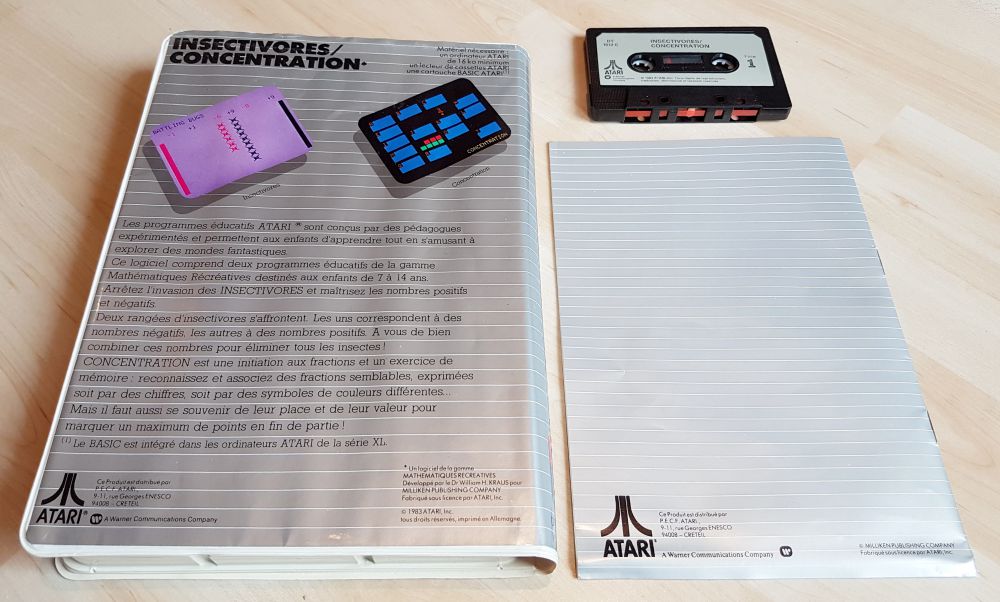 INSECTIVORES/
CONCENTRATION*
Matériel nécessaire :
un ordinateur ATARI
de 16 ko minimum
un lecteur de cassettes ATARI
une cartouche BASIC ATARI(1)
BATTLING BUGS
CONCENTRATION
Insectivores
Concentration
Les programmes éducatifs ATARI ® sont conçus par des pédagogues
expérimentés et permettent aux enfants d'apprendre tout en s'amusant à
explorer des mondes fantastiques.
Ce logiciel comprend deux programmes éducatifs de la gamme
Mathématiques Récréatives destinés aux enfants de 7 à 14 ans.
Arrêtez l'invasion des INSECTIVORES et maîtrisez les nombres positifs
et négatifs.
Deux rangées d'insectivores s'affrontent. Les uns correspondent à des
nombres négatifs, les autres à des nombres positifs. A vous de bien
combiner ces nombres pour éliminer tous les insectes !
CONCENTRATION est une initiation aux fractions et un exercice de
mémoire : reconnaissez et associez des fractions semblables, exprimées
soit par des chiffres, soit par des symboles de couleurs différentes...
Mais il faut aussi se souvenir de leur place et de leur valeur pour
marquer un maximum de points en fin de partie !
(1) Le BASIC est intégré dans les ordinateurs ATARI de la série XL.
Ce Produit est distribué par
P.E.C.F. ATARI
9-11, rue Georges ENESCO
94008 - CRETEIL
ATARI®
A Warner Communications Company
* Un logiciel de la gamme
MATHEMATIQUES RECREATIVES
Développé par le Dr William H. KRAUS pour
MILLIKEN PUBLISHING COMPANY
Fabriqué sous licence par ATARI, Inc.
© 1983 ATARI, Inc.
tous droits réservés, imprimé en Allemagne.
INSECTIVORES/
CONCENTRATION
ATARI
1
Ce Produit est distribué par
P.E.C.F. ATARI
9-11, rue Georges ENESCO
94008 - CRETEIL
ATARI®
A Warner Communications Company
© MILLIKEN PUBLISHING COMPANY
Fabriqué sous licence par ATARI, Inc.